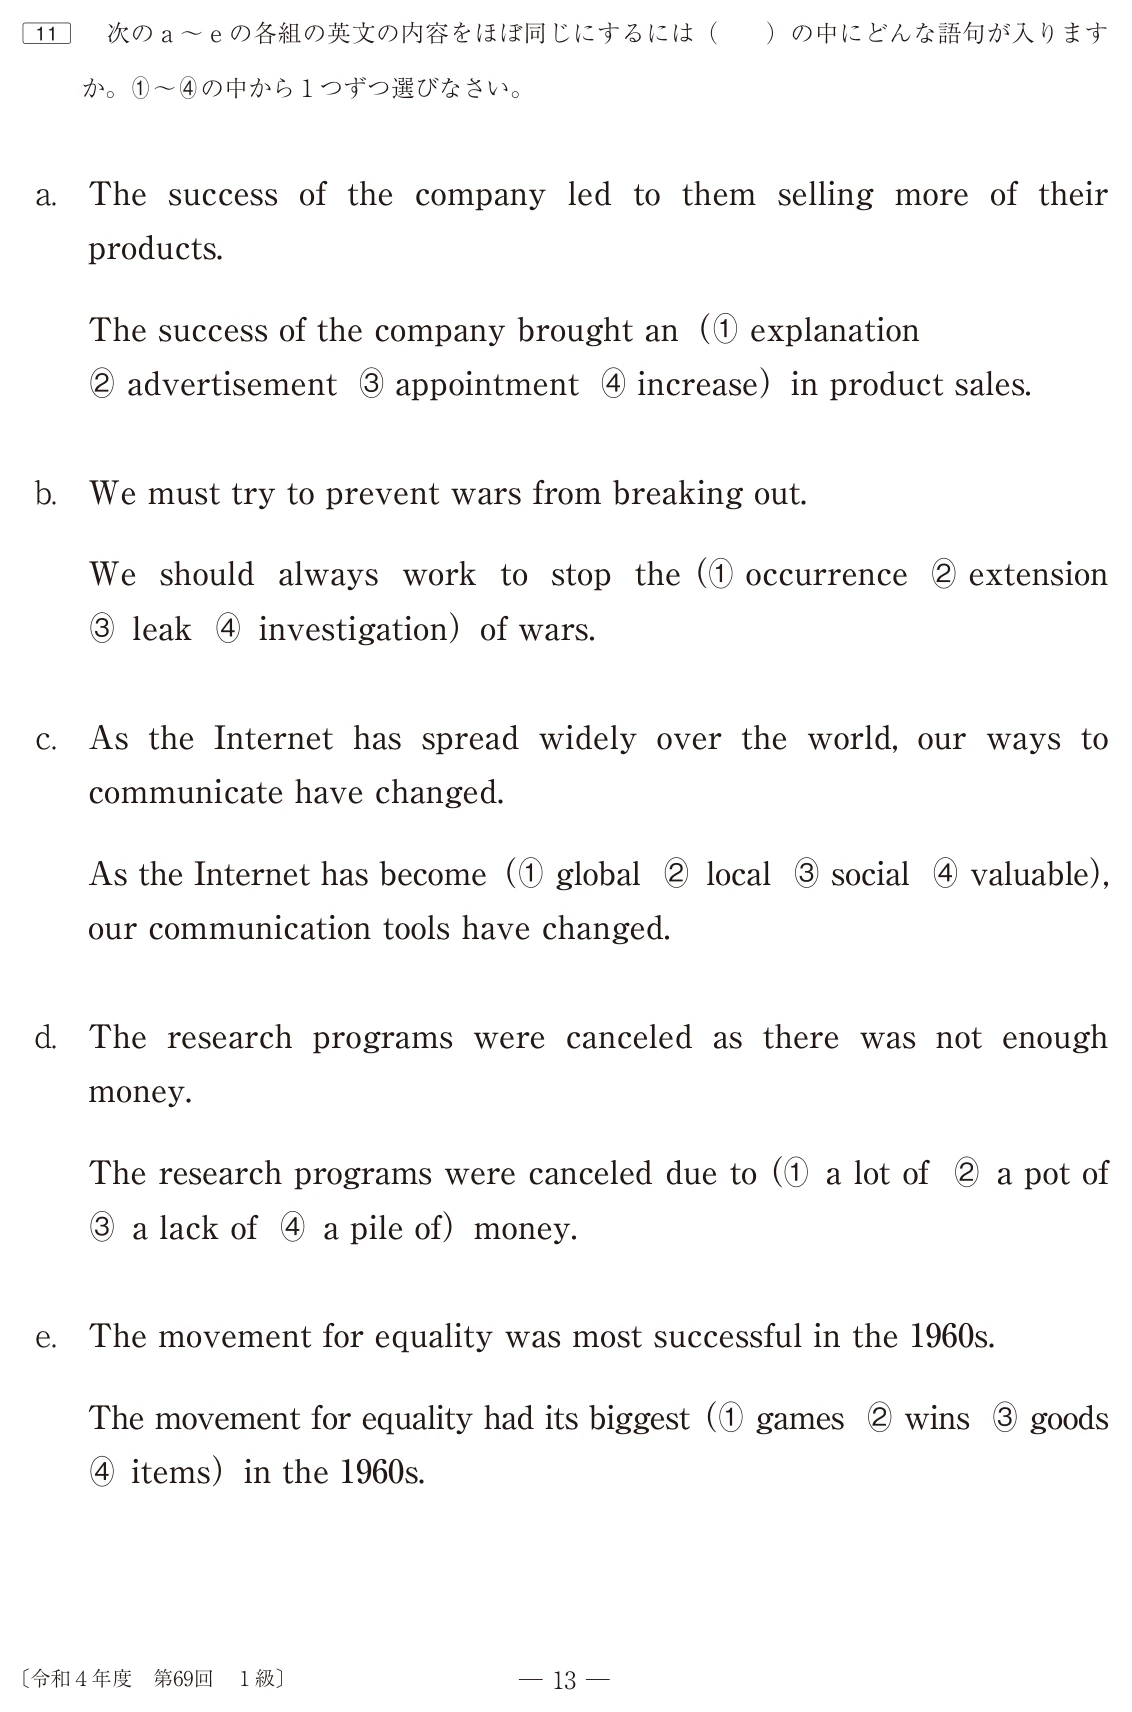 11　次のａ～ｅの各組の英文の内容をほぼ同じにするには（　　）の中にどんな語句が入ります
か。①～④の中から１つずつ選びなさい。
a. The success of the company led to them selling more of their
products.
The success of the company brought an（① explanation
② advertisement ③ appointment ④ increase）in product sales.
b. We must try to prevent wars from breaking out.
We should always work to stop the（① occurrence ② extension
③ leak ④ investigation）of wars.
c. As the Internet has spread widely over the world, our ways to
communicate have changed.
As the Internet has become（① global ② local ③ social ④ valuable）,
our communication tools have changed.
d. The research programs were canceled as there was not enough
money.
The research programs were canceled due to（① a lot of ② a pot of
③ a lack of ④ a pile of）money.
e. The movement for equality was most successful in the 1960s.
The movement for equality had its biggest（① games ② wins ③ goods
④ items）in the 1960s.
〔令和４年度　第69回　１級〕　― 13 ―